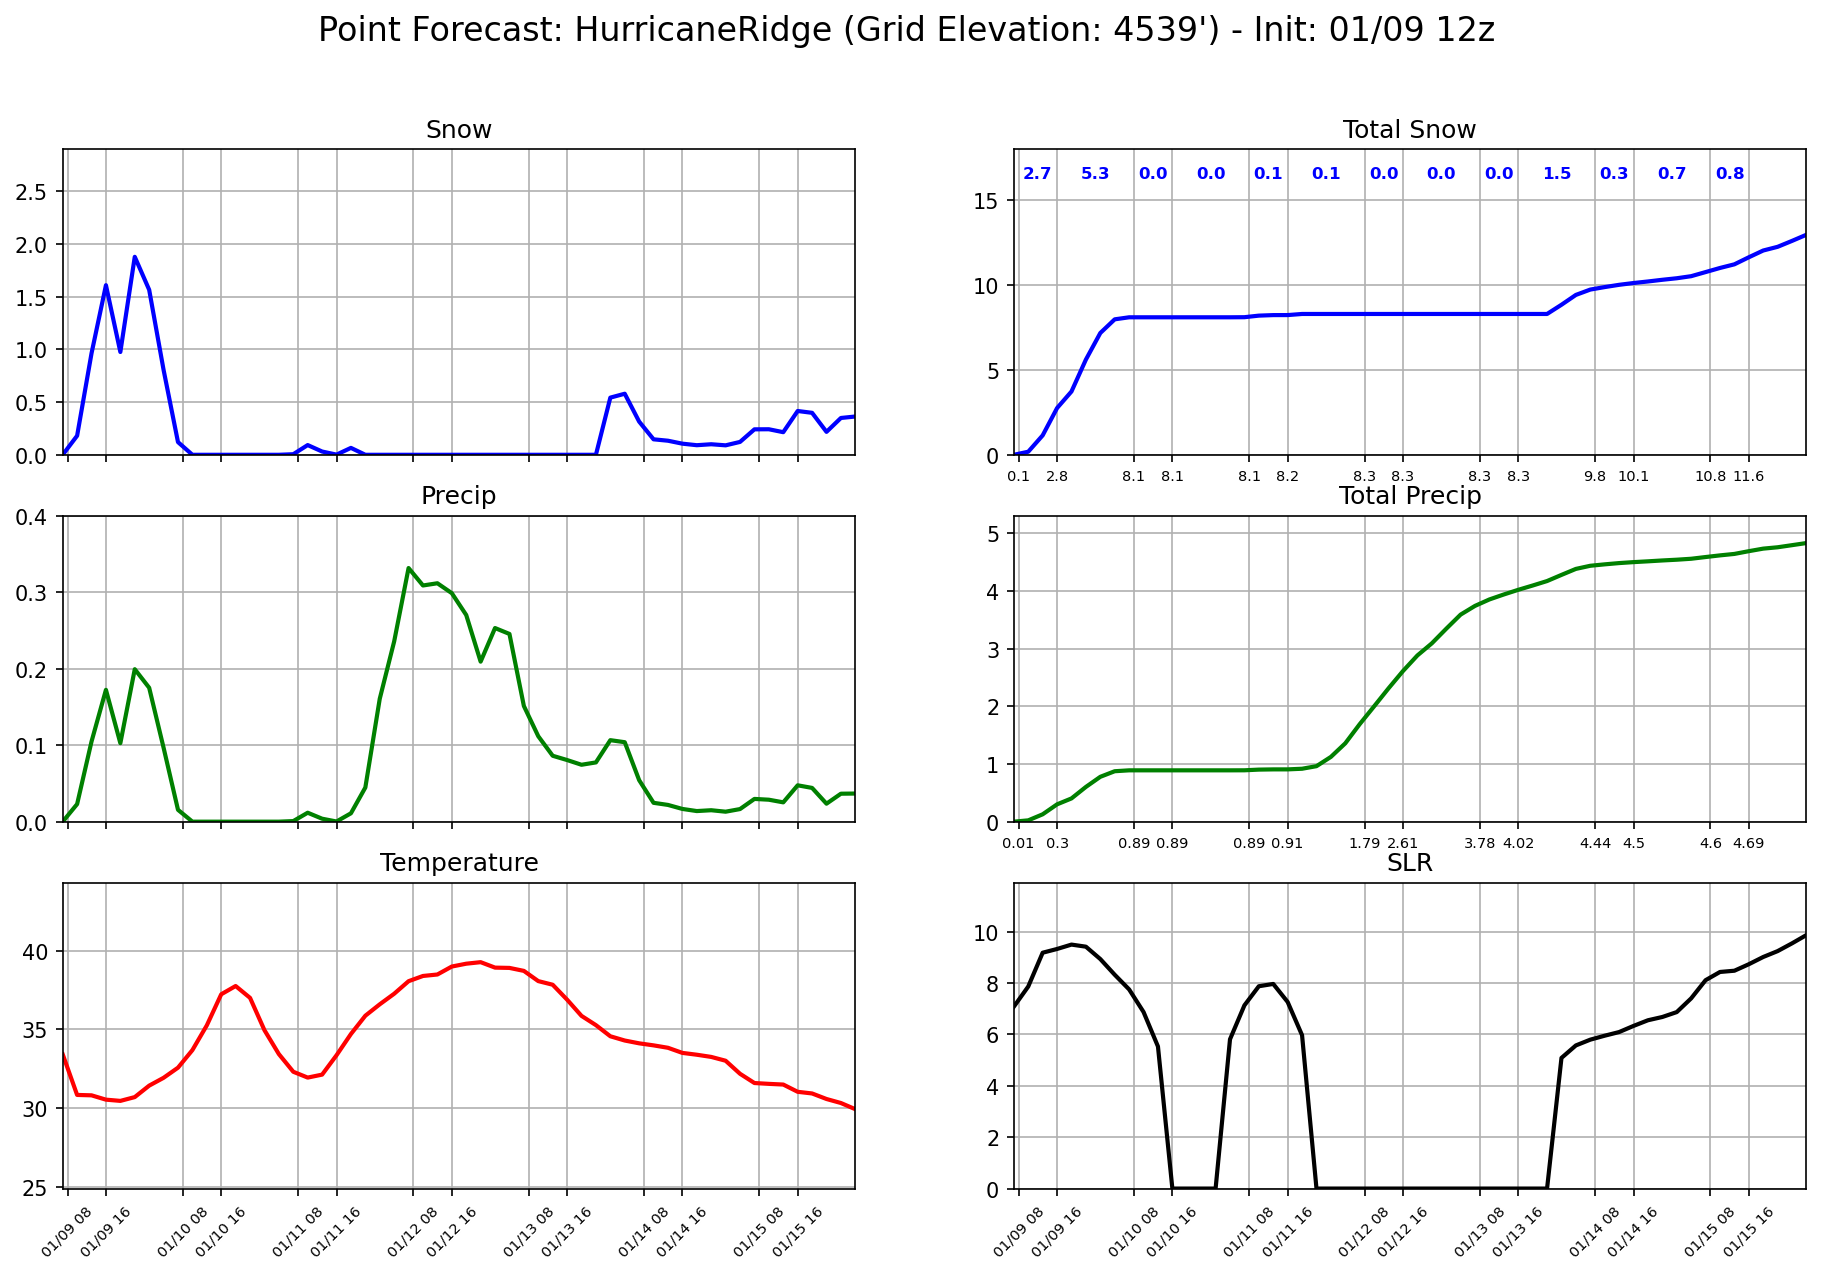 Point Forecast: HurricaneRidge (Grid Elevation: 4539') - Init: 01/09 12z
Snow
2.5
2.0
1.5
1.0
0.5
0.0
Total Snow
2.7 5.3 0.0 0.0 0.1 0.1 0.0 0.0 0.0 1.5 0.3 0.7 0.8
15
10
5
0
0.1 2.8 8.1 8.1 8.1 8.2 8.3 8.3 8.3 8.3 9.8 10.1 10.8 11.6
Precip
0.4
0.3
0.2
0.1
0.0
Total Precip
5
4
3
2
1
0
0.01 0.3 0.89 0.89 0.89 0.91 1.79 2.61 3.78 4.02 4.44 4.5 4.6 4.69
Temperature
40
35
30
25
01/09 08 01/09 16 01/10 08 01/10 16 01/11 08 01/11 16 01/12 08 01/12 16 01/13 08 01/13 16 01/14 08 01/14 16 01/15 08 01/15 16
SLR
10
8
6
4
2
0
01/09 08 01/09 16 01/10 08 01/10 16 01/11 08 01/11 16 01/12 08 01/12 16 01/13 08 01/13 16 01/14 08 01/14 16 01/15 08 01/15 16